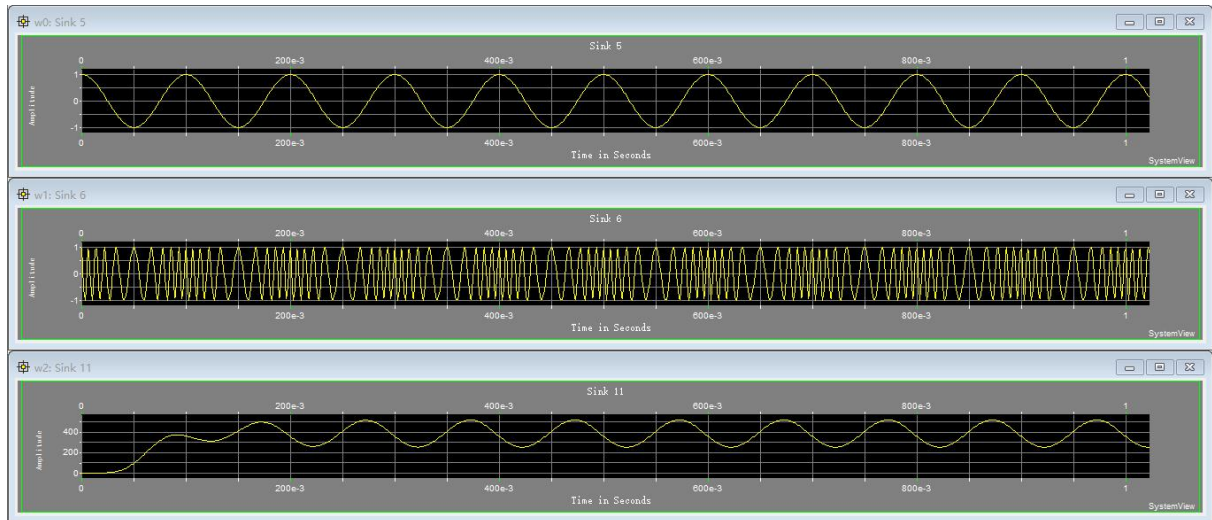 w0: Sink 5
Sink 5
0 200e-3 400e-3 600e-3 800e-3 1
Amplitude
1
0
-1
0 200e-3 400e-3 600e-3 800e-3 1
Time in Seconds
SystemView
w1: Sink 6
Sink 6
0 200e-3 400e-3 600e-3 800e-3 1
Amplitude
1
0
-1
0 200e-3 400e-3 600e-3 800e-3 1
Time in Seconds
SystemView
w2: Sink 11
Sink 11
0 200e-3 400e-3 600e-3 800e-3 1
Amplitude
400
200
0
0 200e-3 400e-3 600e-3 800e-3 1
Time in Seconds
SystemView